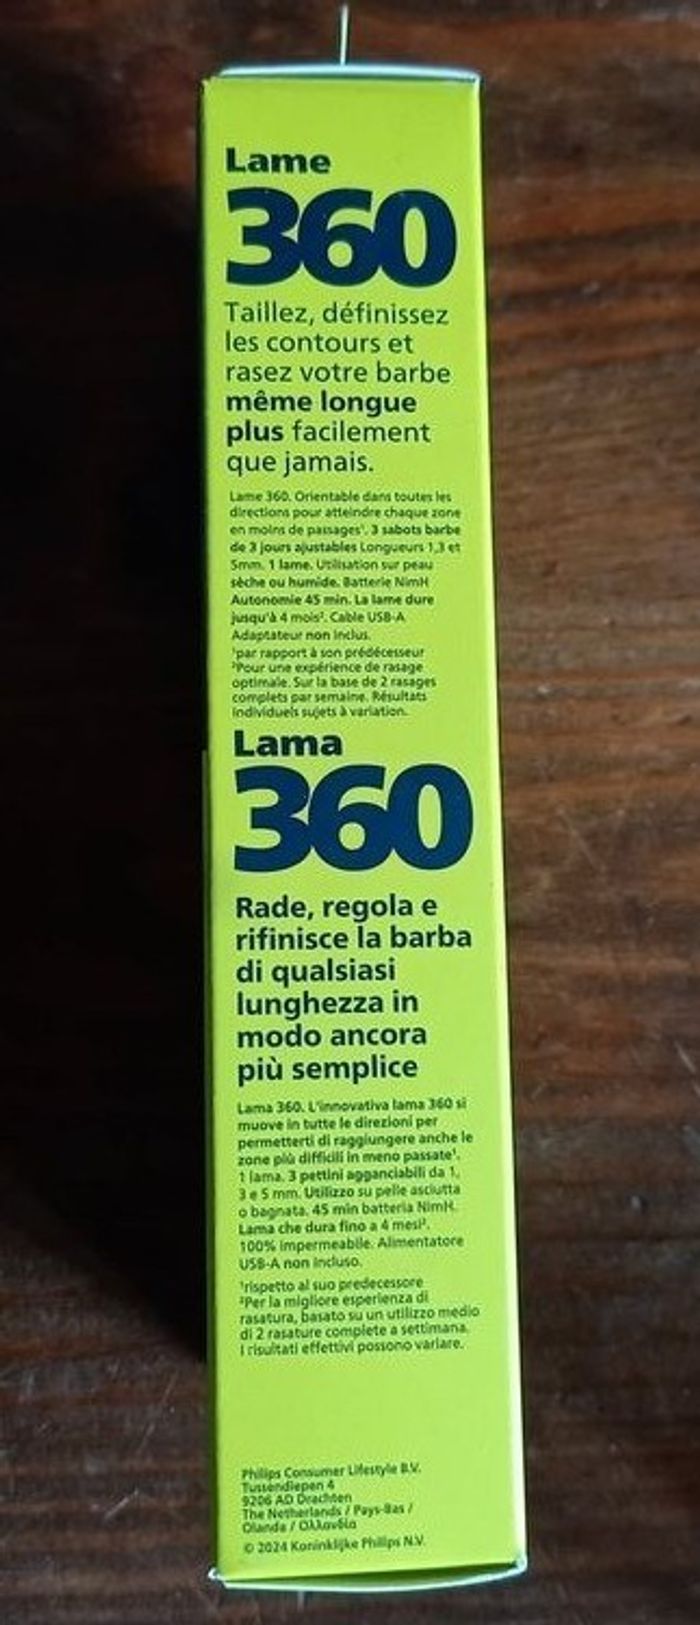 Lame
360
Taillez, définissez
les contours et
rasez votre barbe
même longue
plus facilement
que jamais.
Lame 360. Orientable dans toutes les
directions pour atteindre chaque zone
en moins de passages¹. 3 sabots barbe
de 3 jours ajustables Longueurs 1,3 et
5mm. 1 lame. Utilisation sur peau
sèche ou humide. Batterie NimH
Autonomie 45 min. La lame dure
jusqu'à 4 mois². Cable USB-A
Adaptateur non inclus.
¹par rapport à son prédécesseur
²Pour une expérience de rasage
optimale. Sur la base de 2 rasages
complets par semaine. Résultats
individuels sujets à variation.
Lama
360
Rade, regola e
rifinisce la barba
di qualsiasi
lunghezza in
modo ancora
più semplice
Lama 360. L'innovativa lama 360 si
muove in tutte le direzioni per
permetterti di raggiungere anche le
zone più difficili in meno passate¹.
1 lama. 3 pettini agganciabili da 1,
3 e 5 mm. Utilizzo su pelle asciutta
o bagnata. 45 min batteria NimH.
Lama che dura fino a 4 mesi².
100% impermeabile. Alimentatore
USB-A non incluso.
¹rispetto al suo predecessore
²Per la migliore esperienza di
rasatura, basato su un utilizzo medio
di 2 rasature complete a settimana.
I risultati effettivi possono variare.
Philips Consumer Lifestyle B.V.
Tussendiepen 4
9206 AD Drachten
The Netherlands / Pays-Bas /
Olanda / Ολλανδία
© 2024 Koninklijke Philips N.V.